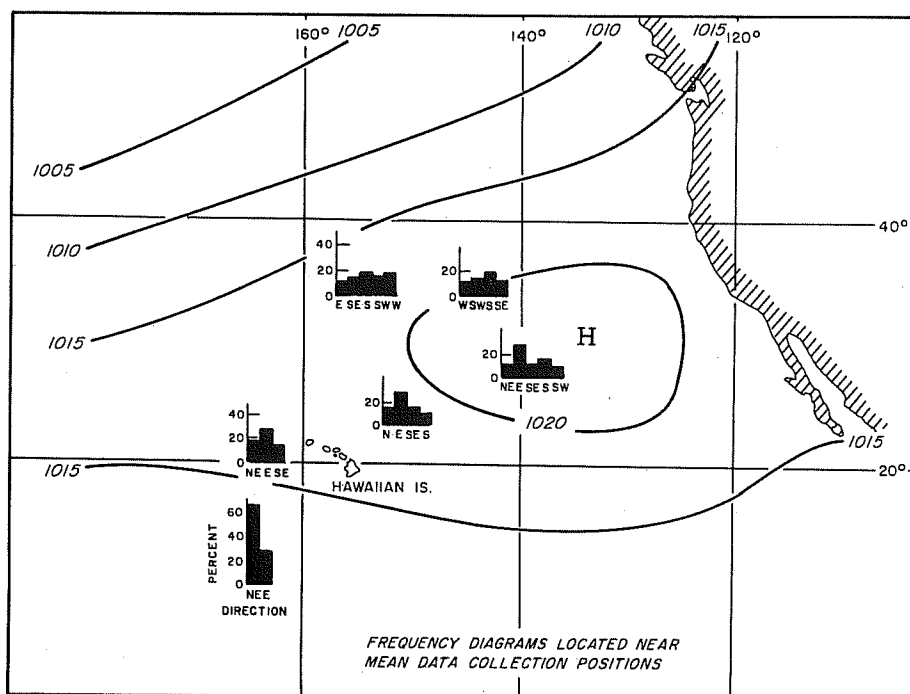 160° 1005 140° 1010 1015 120°
1005
1010
40°
40
20
0
E SE S SW W
20
0
W SW S SE
1015
H
20
0
NE E SE S SW
20
0
N E SE S
1020
40
20
0
NE E SE
1015
HAWAIIAN IS.
1015
20°
60
40
20
0
PERCENT
NE E
DIRECTION
FREQUENCY DIAGRAMS LOCATED NEAR
MEAN DATA COLLECTION POSITIONS